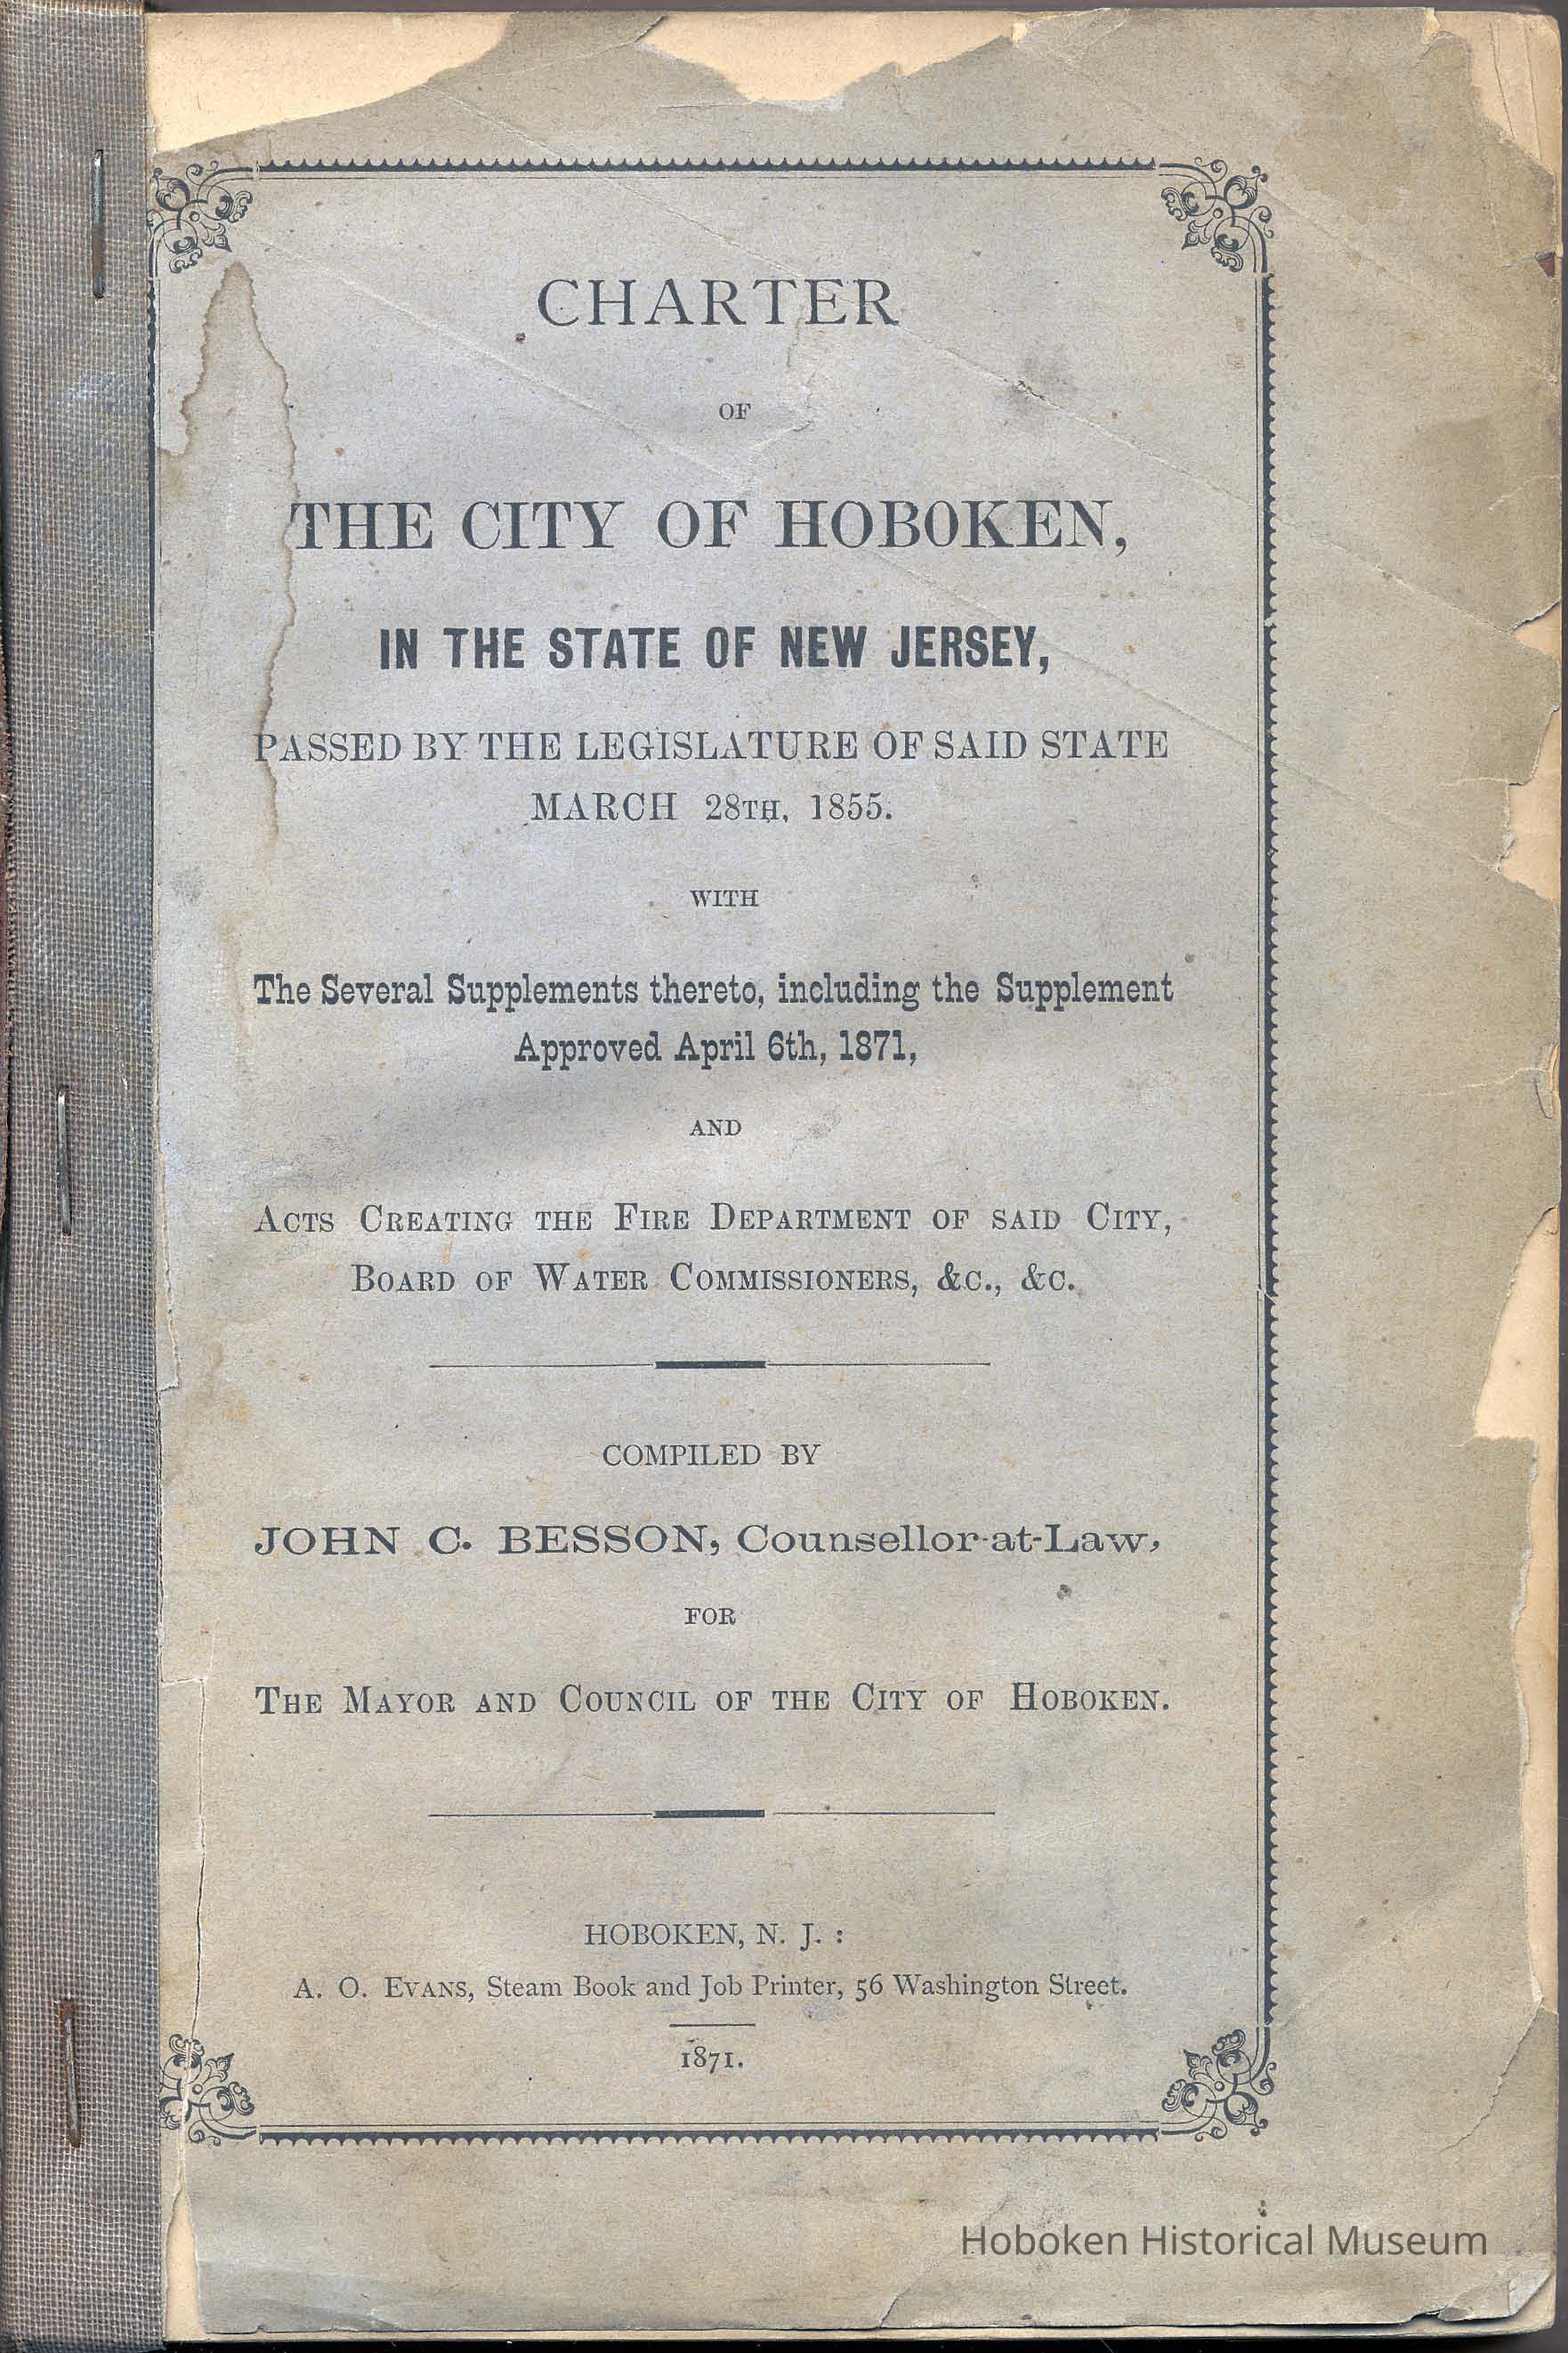 CHARTER
OF
THE CITY OF HOBOKEN,
IN THE STATE OF NEW JERSEY,
PASSED BY THE LEGISLATURE OF SAID STATE
MARCH 28TH, 1855.
WITH
The Several Supplements thereto, including the Supplement
Approved April 6th, 1871,
AND
ACTS CREATING THE FIRE DEPARTMENT OF SAID CITY,
BOARD OF WATER COMMISSIONERS, &C., &C.
COMPILED BY
JOHN C. BESSON, Counsellor-at-Law,
FOR
THE MAYOR AND COUNCIL OF THE CITY OF HOBOKEN.
HOBOKEN, N. J. :
A. O. EVANS, Steam Book and Job Printer, 56 Washington Street.
1871.
Hoboken Historical Museum